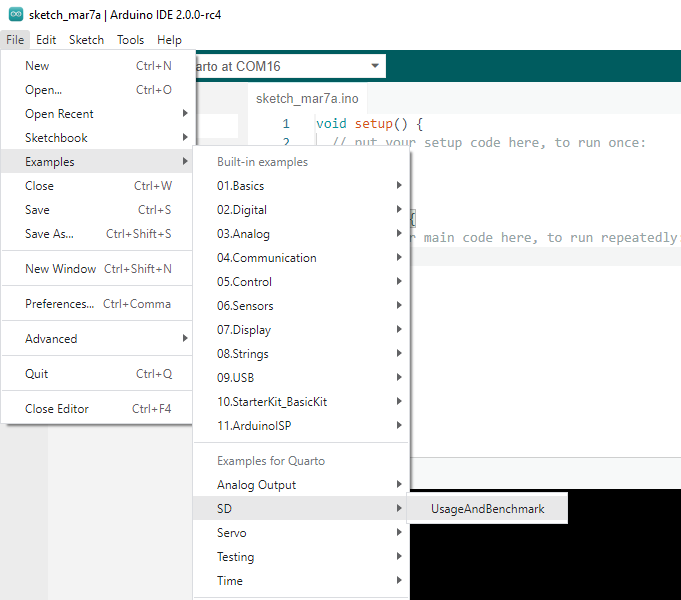 sketch_mar7a | Arduino IDE 2.0.0-rc4
File Edit Sketch Tools Help
New Ctrl+N
Open... Ctrl+O
Open Recent
Sketchbook
Examples
Close Ctrl+W
Save Ctrl+S
Save As... Ctrl+Shift+S
New Window Ctrl+Shift+N
Preferences... Ctrl+Comma
Advanced
Quit Ctrl+Q
Close Editor Ctrl+F4
arto at COM16
sketch_mar7a.ino
1 void setup() {
2 // put your setup code here, to run once:
{
r main code here, to run repeatedly:
Built-in examples
01.Basics
02.Digital
03.Analog
04.Communication
05.Control
06.Sensors
07.Display
08.Strings
09.USB
10.StarterKit_BasicKit
11.ArduinoISP
Examples for Quarto
Analog Output
SD
Servo
Testing
Time
UsageAndBenchmark